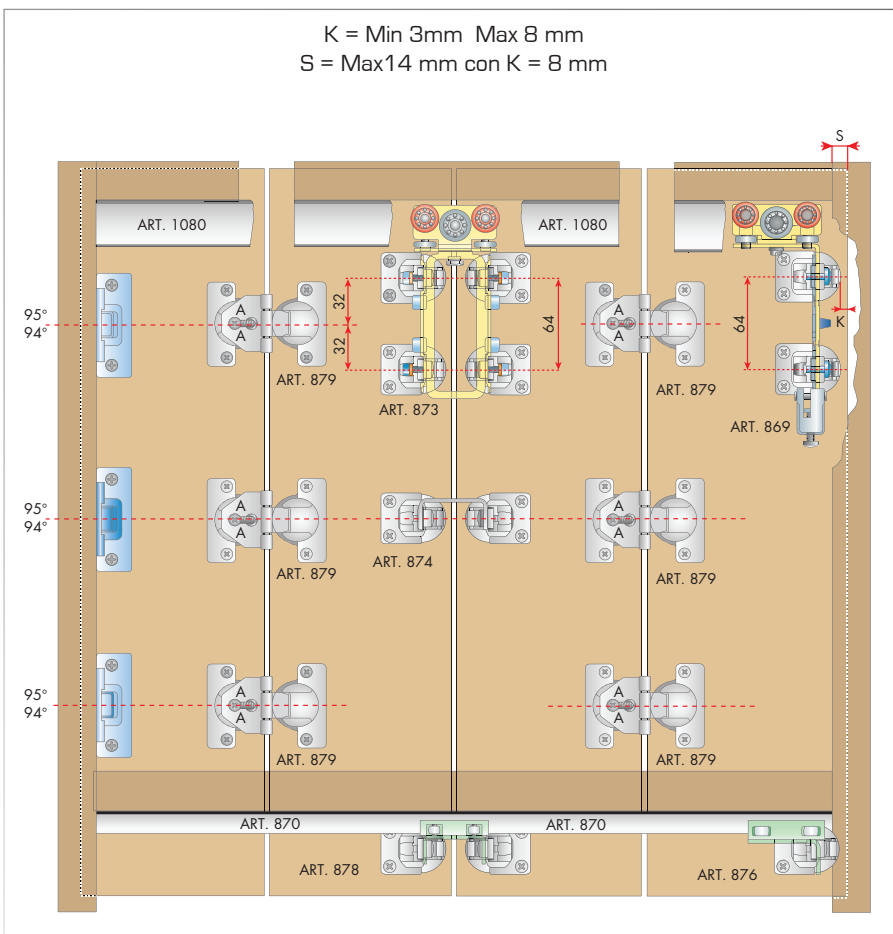 K = Min 3mm Max 8 mm
S = Max14 mm con K = 8 mm
S
ART. 1080
ART. 1080
95°
94°
A
A
32
32
64
A
A
64
K
ART. 879
ART. 873
ART. 879
ART. 869
95°
94°
A
A
A
A
ART. 879
ART. 874
ART. 879
95°
94°
A
A
A
A
ART. 879
ART. 879
ART. 870
ART. 870
ART. 878
ART. 876